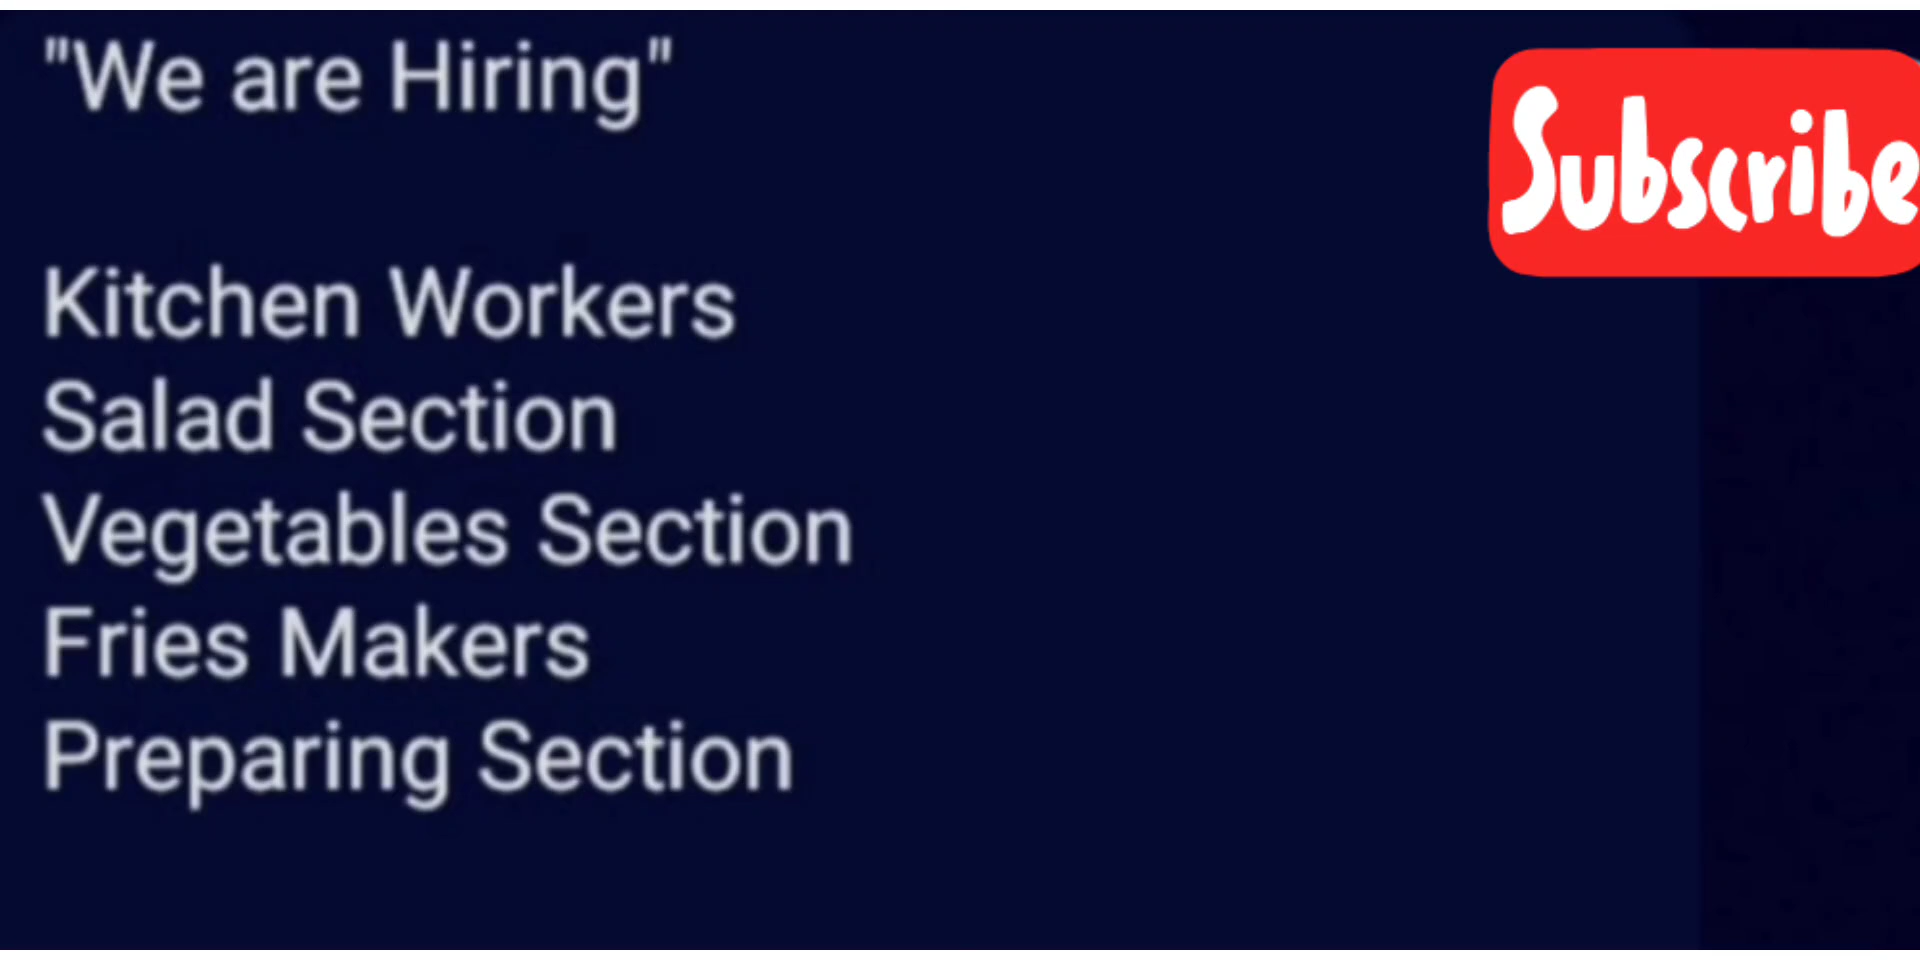 "We are Hiring"
Subscribe
Kitchen Workers
Salad Section
Vegetables Section
Fries Makers
Preparing Section